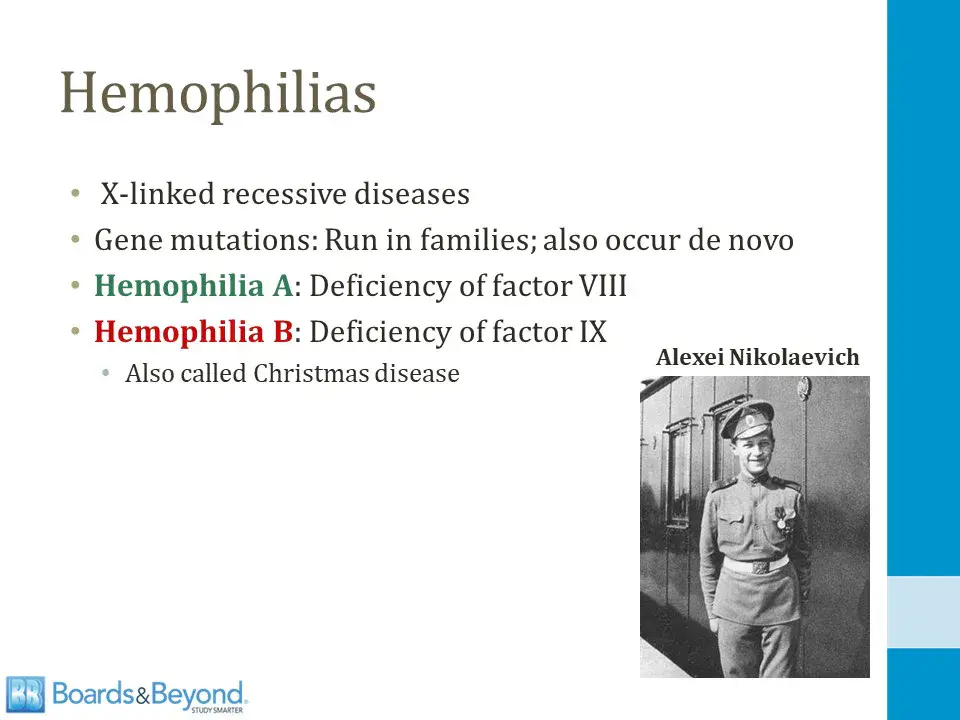 Hemophilias
• X-linked recessive diseases
• Gene mutations: Run in families; also occur de novo
• Hemophilia A: Deficiency of factor VIII
• Hemophilia B: Deficiency of factor IX
• Also called Christmas disease
Alexei Nikolaevich
BB Boards&Beyond.
STUDY SMARTER